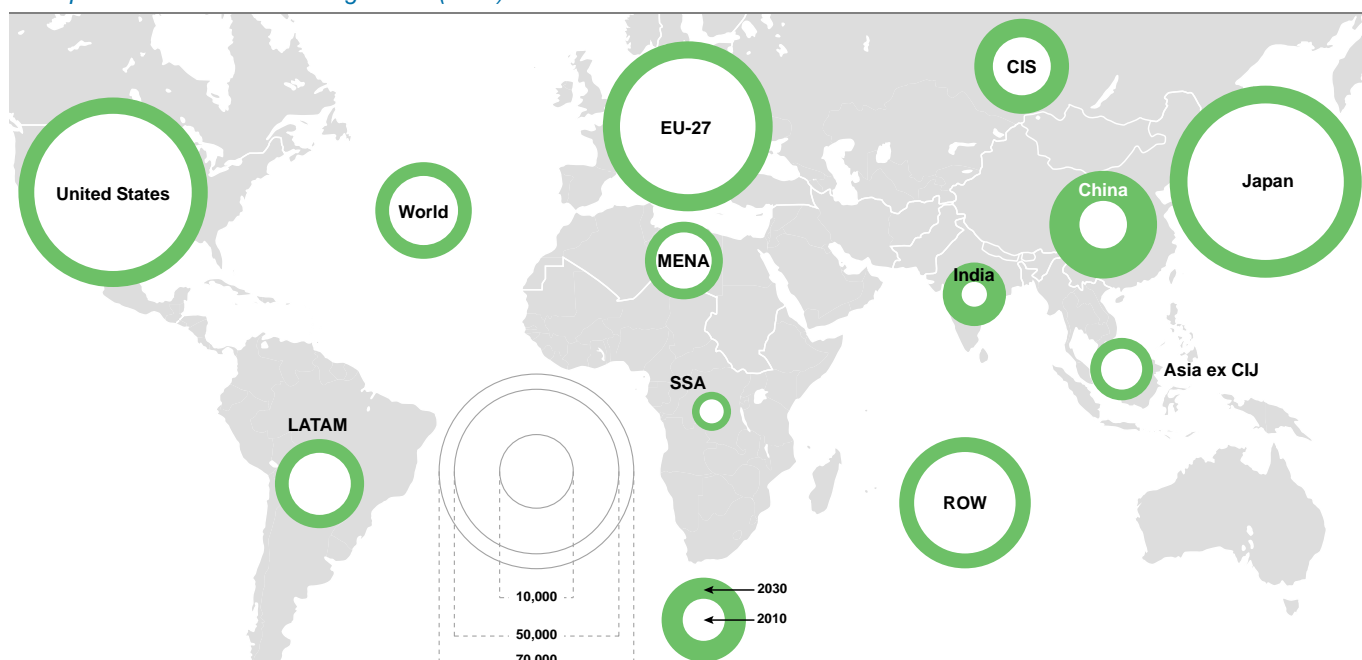 CIS
EU-27
United States
World
China
Japan
MENA
India
SSA
Asia ex CIJ
LATAM
ROW
2030
10,000
2010
50,000
70,000